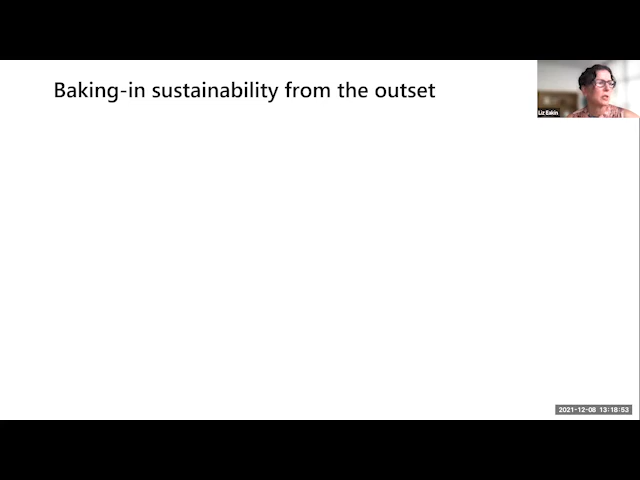 Baking-in sustainability from the outset
Liz Eakin
2021-12-08 13:18:53